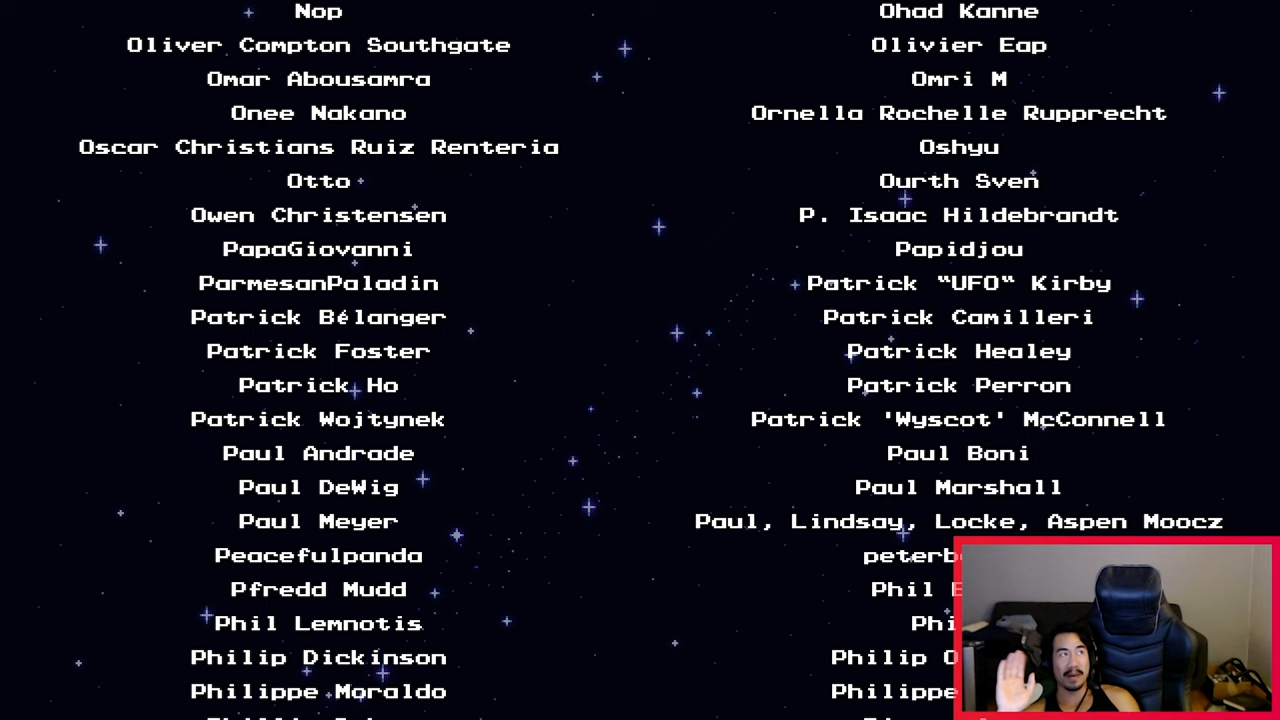 Nop
Ohad Kanne
Oliver Compton Southgate
Olivier Eap
Omar Abousamra
Omri M
Onee Nakano
Ornella Rochelle Rupprecht
Oscar Christians Ruiz Renteria
Oshyu
Otto
Ourth Sven
Owen Christensen
P. Isaac Hildebrandt
PapaGiovanni
Papidjou
ParmesanPaladin
Patrick "UFO" Kirby
Patrick Bélanger
Patrick Camilleri
Patrick Foster
Patrick Healey
Patrick Ho
Patrick Perron
Patrick Wojtynek
Patrick 'Wyscot' McConnell
Paul Andrade
Paul Boni
Paul DeWig
Paul Marshall
Paul Meyer
Paul, Lindsay, Locke, Aspen Moocz
Peacefulpanda
Pfredd Mudd
Phil
Phil Lemnotis
Philip Dickinson
Philip
Philippe Moraldo
Philippe